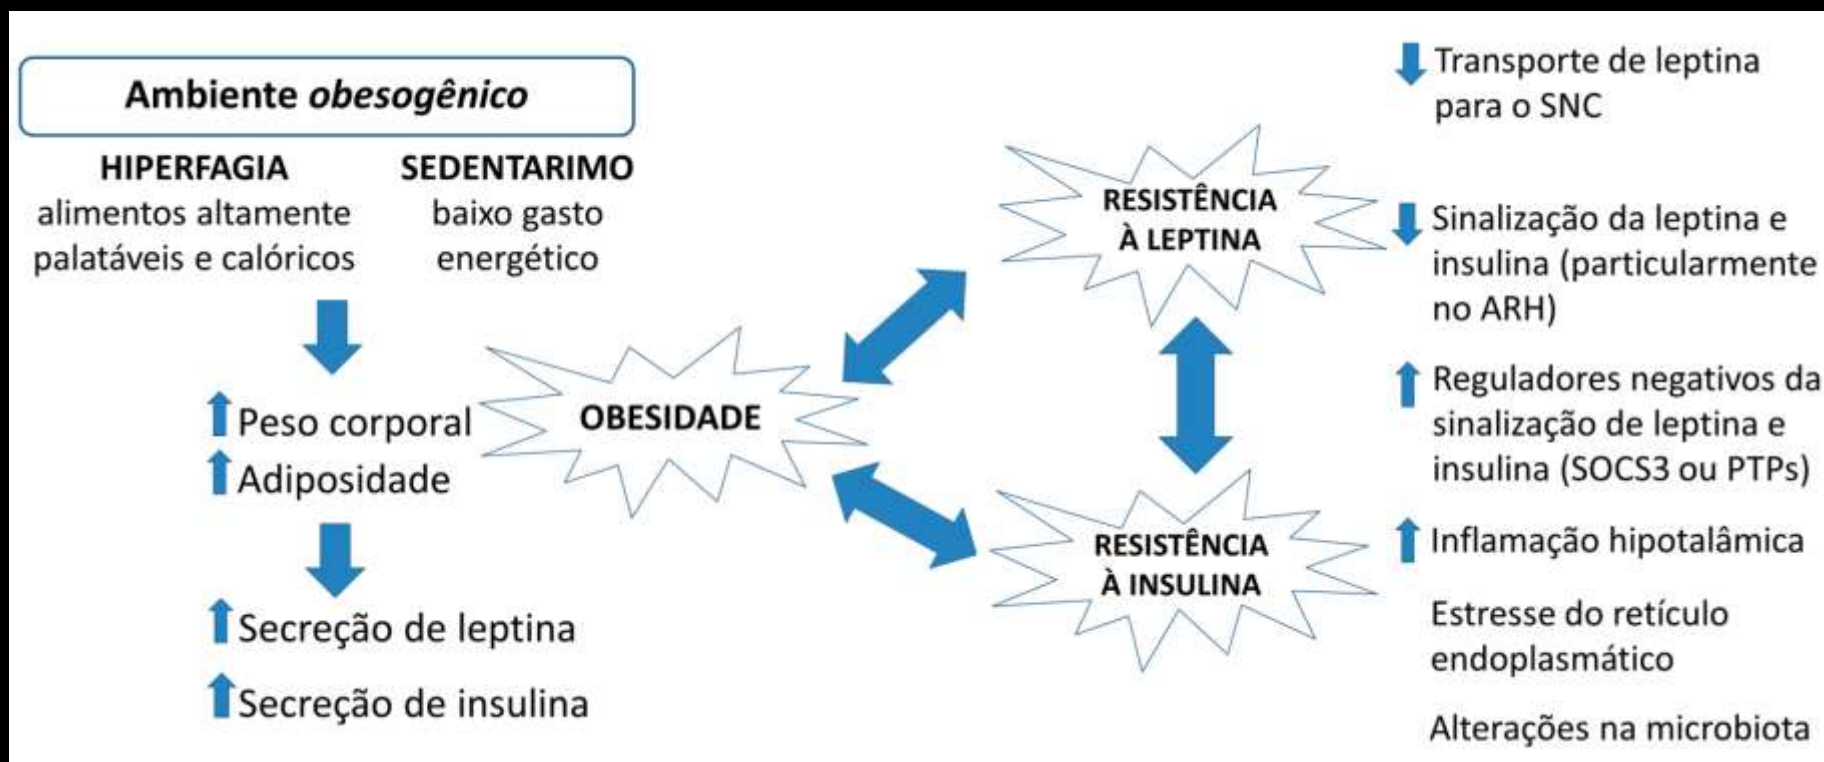 Ambiente obesogênico
HIPERFAGIA
alimentos altamente
palatáveis e calóricos
SEDENTARIMO
baixo gasto
energético
Peso corporal
Adiposidade
Secreção de leptina
Secreção de insulina
OBESIDADE
RESISTÊNCIA
À LEPTINA
RESISTÊNCIA
À INSULINA
Transporte de leptina
para o SNC
Sinalização da leptina e
insulina (particularmente
no ARH)
Reguladores negativos da
sinalização de leptina e
insulina (SOCS3 ou PTPs)
Inflamação hipotalâmica
Estresse do retículo
endoplasmático
Alterações na microbiota